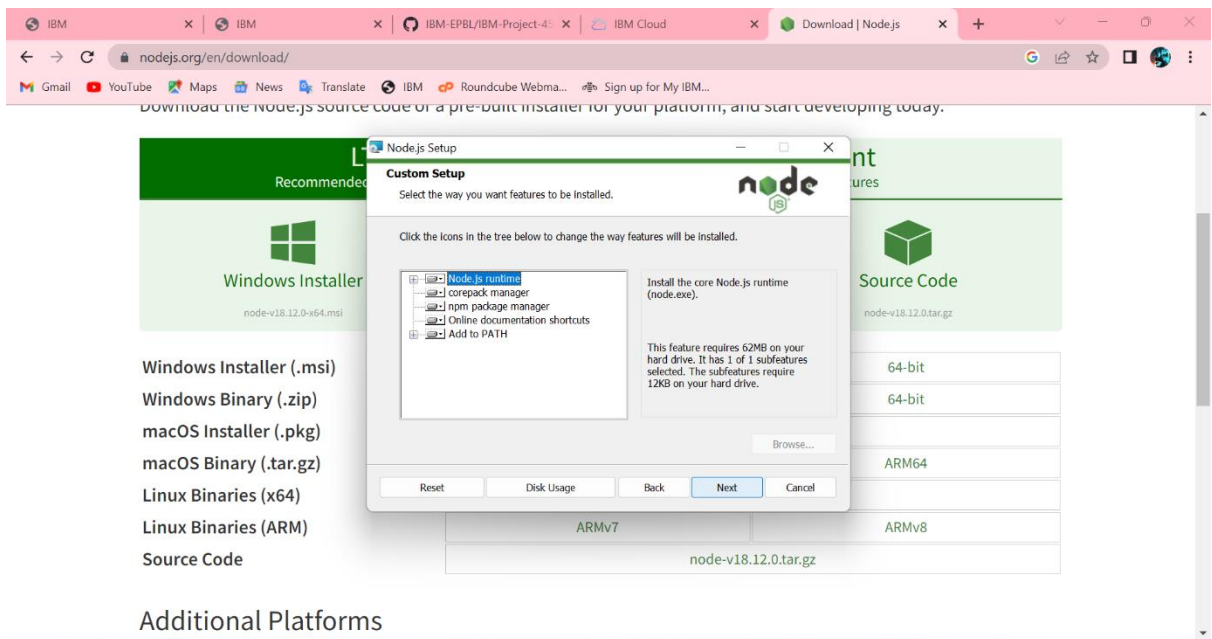 IBM
IBM
IBM-EPBL/IBM-Project-45
IBM Cloud
Download | Node.js
nodejs.org/en/download/
Gmail YouTube Maps News Translate IBM Roundcube Webma... Sign up for My IBM...
Download the Node.js source code or a pre-built installer for your platform, and start developing today.
Node.js Setup
Custom Setup
Select the way you want features to be installed.
node
JS
Click the icons in the tree below to change the way features will be installed.
Node.js runtime
corepack manager
npm package manager
Online documentation shortcuts
Add to PATH
Install the core Node.js runtime
(node.exe).
This feature requires 62MB on your
hard drive. It has 1 of 1 subfeatures
selected. The subfeatures require
12KB on your hard drive.
Browse...
Reset Disk Usage Back Next Cancel
LT
Recommended
nt
tures
Windows Installer
node-v18.12.0-x64.msi
Source Code
node-v18.12.0.tar.gz
Windows Installer (.msi) 64-bit
Windows Binary (.zip) 64-bit
macOS Installer (.pkg)
macOS Binary (.tar.gz) ARM64
Linux Binaries (x64)
Linux Binaries (ARM) ARMv7 ARMv8
Source Code node-v18.12.0.tar.gz
Additional Platforms